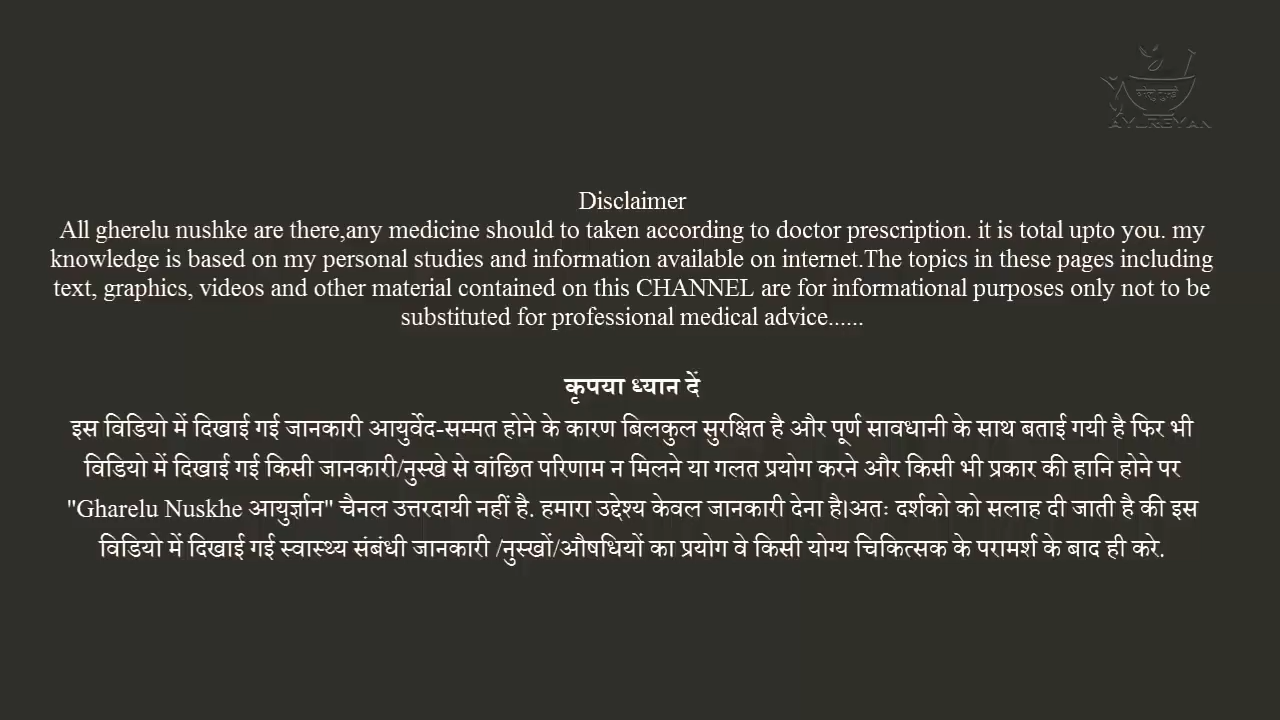 Disclaimer
All gherelu nushke are there,any medicine should to taken according to doctor prescription. it is total upto you. my
knowledge is based on my personal studies and information available on internet.The topics in these pages including
text, graphics, videos and other material contained on this CHANNEL are for informational purposes only not to be
substituted for professional medical advice......
कृपया ध्यान दें
इस विडियो में दिखाई गई जानकारी आयुर्वेद-सम्मत होने के कारण बिलकुल सुरक्षित है और पूर्ण सावधानी के साथ बताई गयी है फिर भी
विडियो में दिखाई गई किसी जानकारी/नुस्खे से वांछित परिणाम न मिलने या गलत प्रयोग करने और किसी भी प्रकार की हानि होने पर
"Gharelu Nuskhe आयुर्ज्ञान" चैनल उत्तरदायी नहीं है. हमारा उद्देश्य केवल जानकारी देना है।अतः दर्शको को सलाह दी जाती है की इस
विडियो में दिखाई गई स्वास्थ्य संबंधी जानकारी /नुस्खों/औषधियों का प्रयोग वे किसी योग्य चिकित्सक के परामर्श के बाद ही करे.